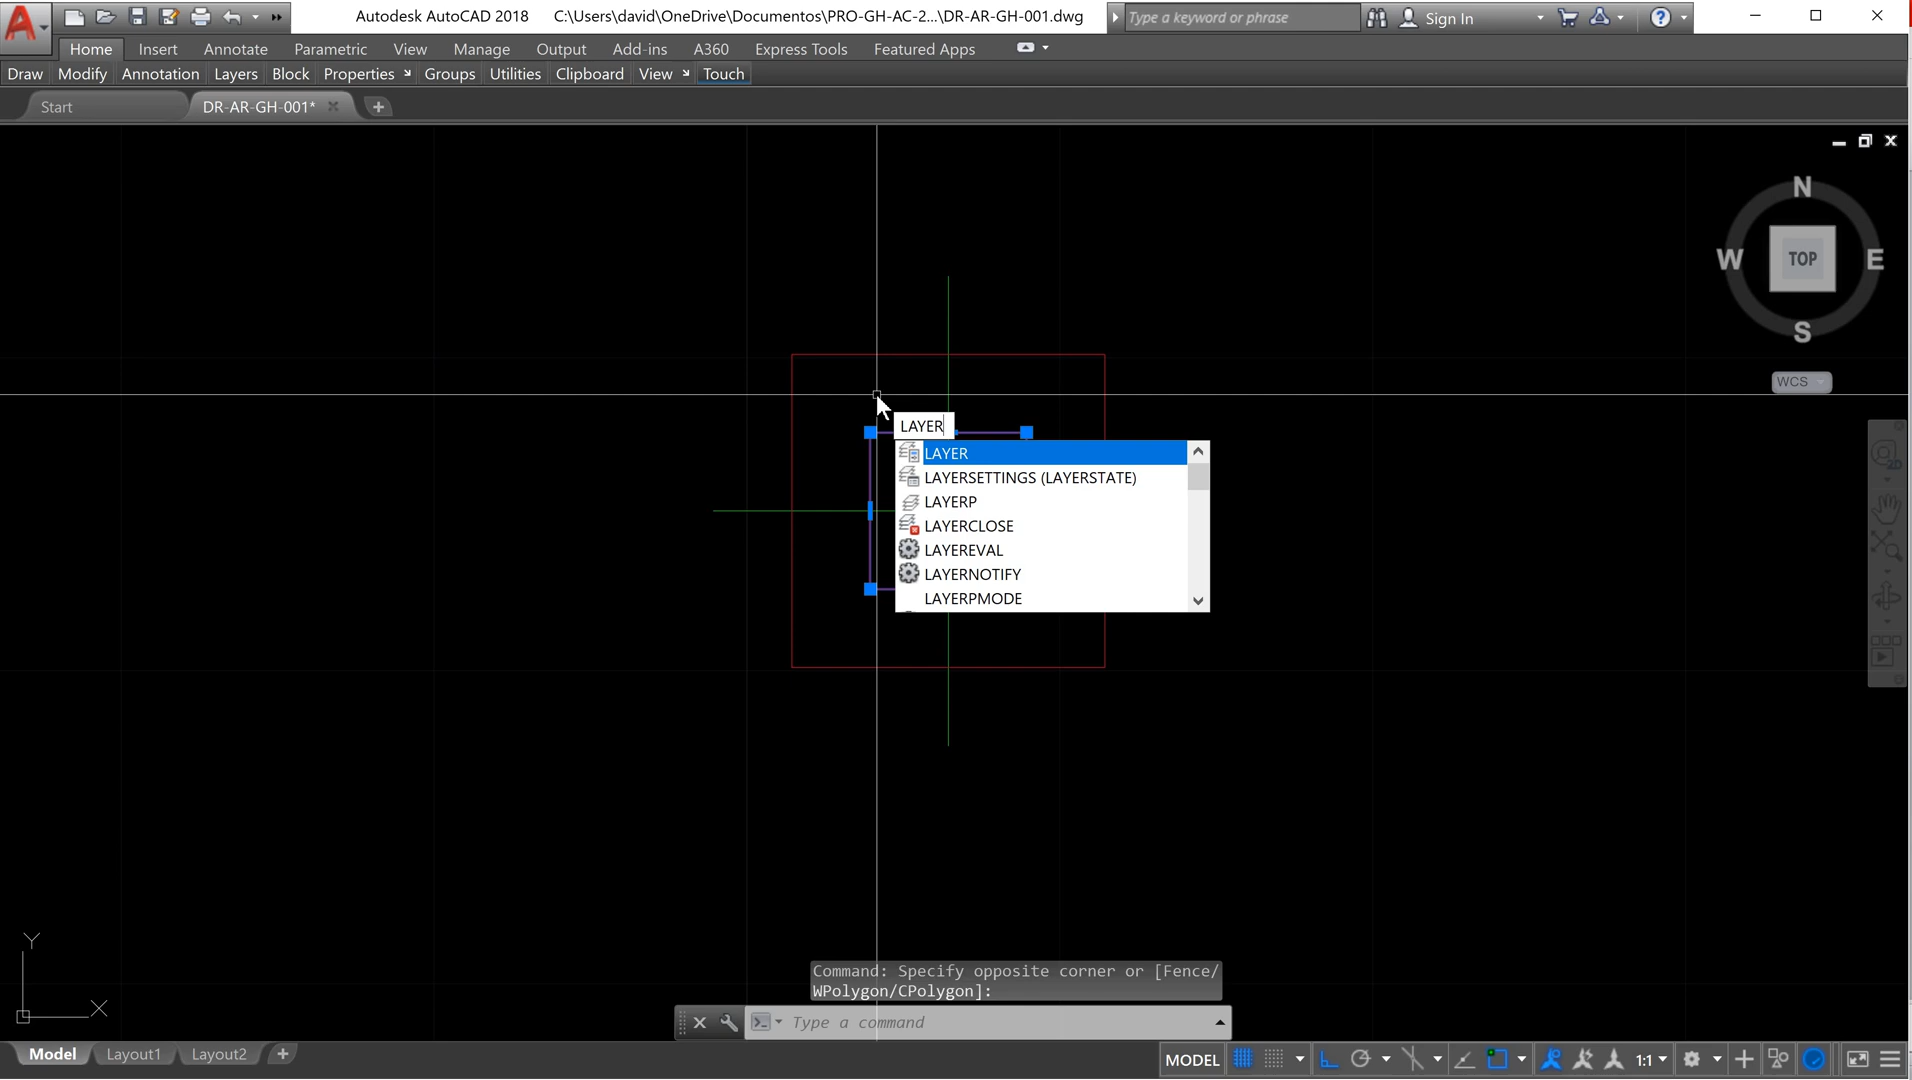 Autodesk AutoCAD 2018 C:\Users\david\OneDrive\Documentos\PRO-GH-AC-2...\DR-AR-GH-001.dwg Type a keyword or phrase Sign In
Home Insert Annotate Parametric View Manage Output Add-ins A360 Express Tools Featured Apps
Draw Modify Annotation Layers Block Properties Groups Utilities Clipboard View Touch
Start DR-AR-GH-001*
N
W TOP E
S
WCS
LAYER
LAYER
LAYERSETTINGS (LAYERSTATE)
LAYERP
LAYERCLOSE
LAYEREVAL
LAYERNOTIFY
LAYERPMODE
2D
Y
X
Command: Specify opposite corner or [Fence/
WPolygon/CPolygon]:
Type a command
Model Layout1 Layout2
MODEL 1:1